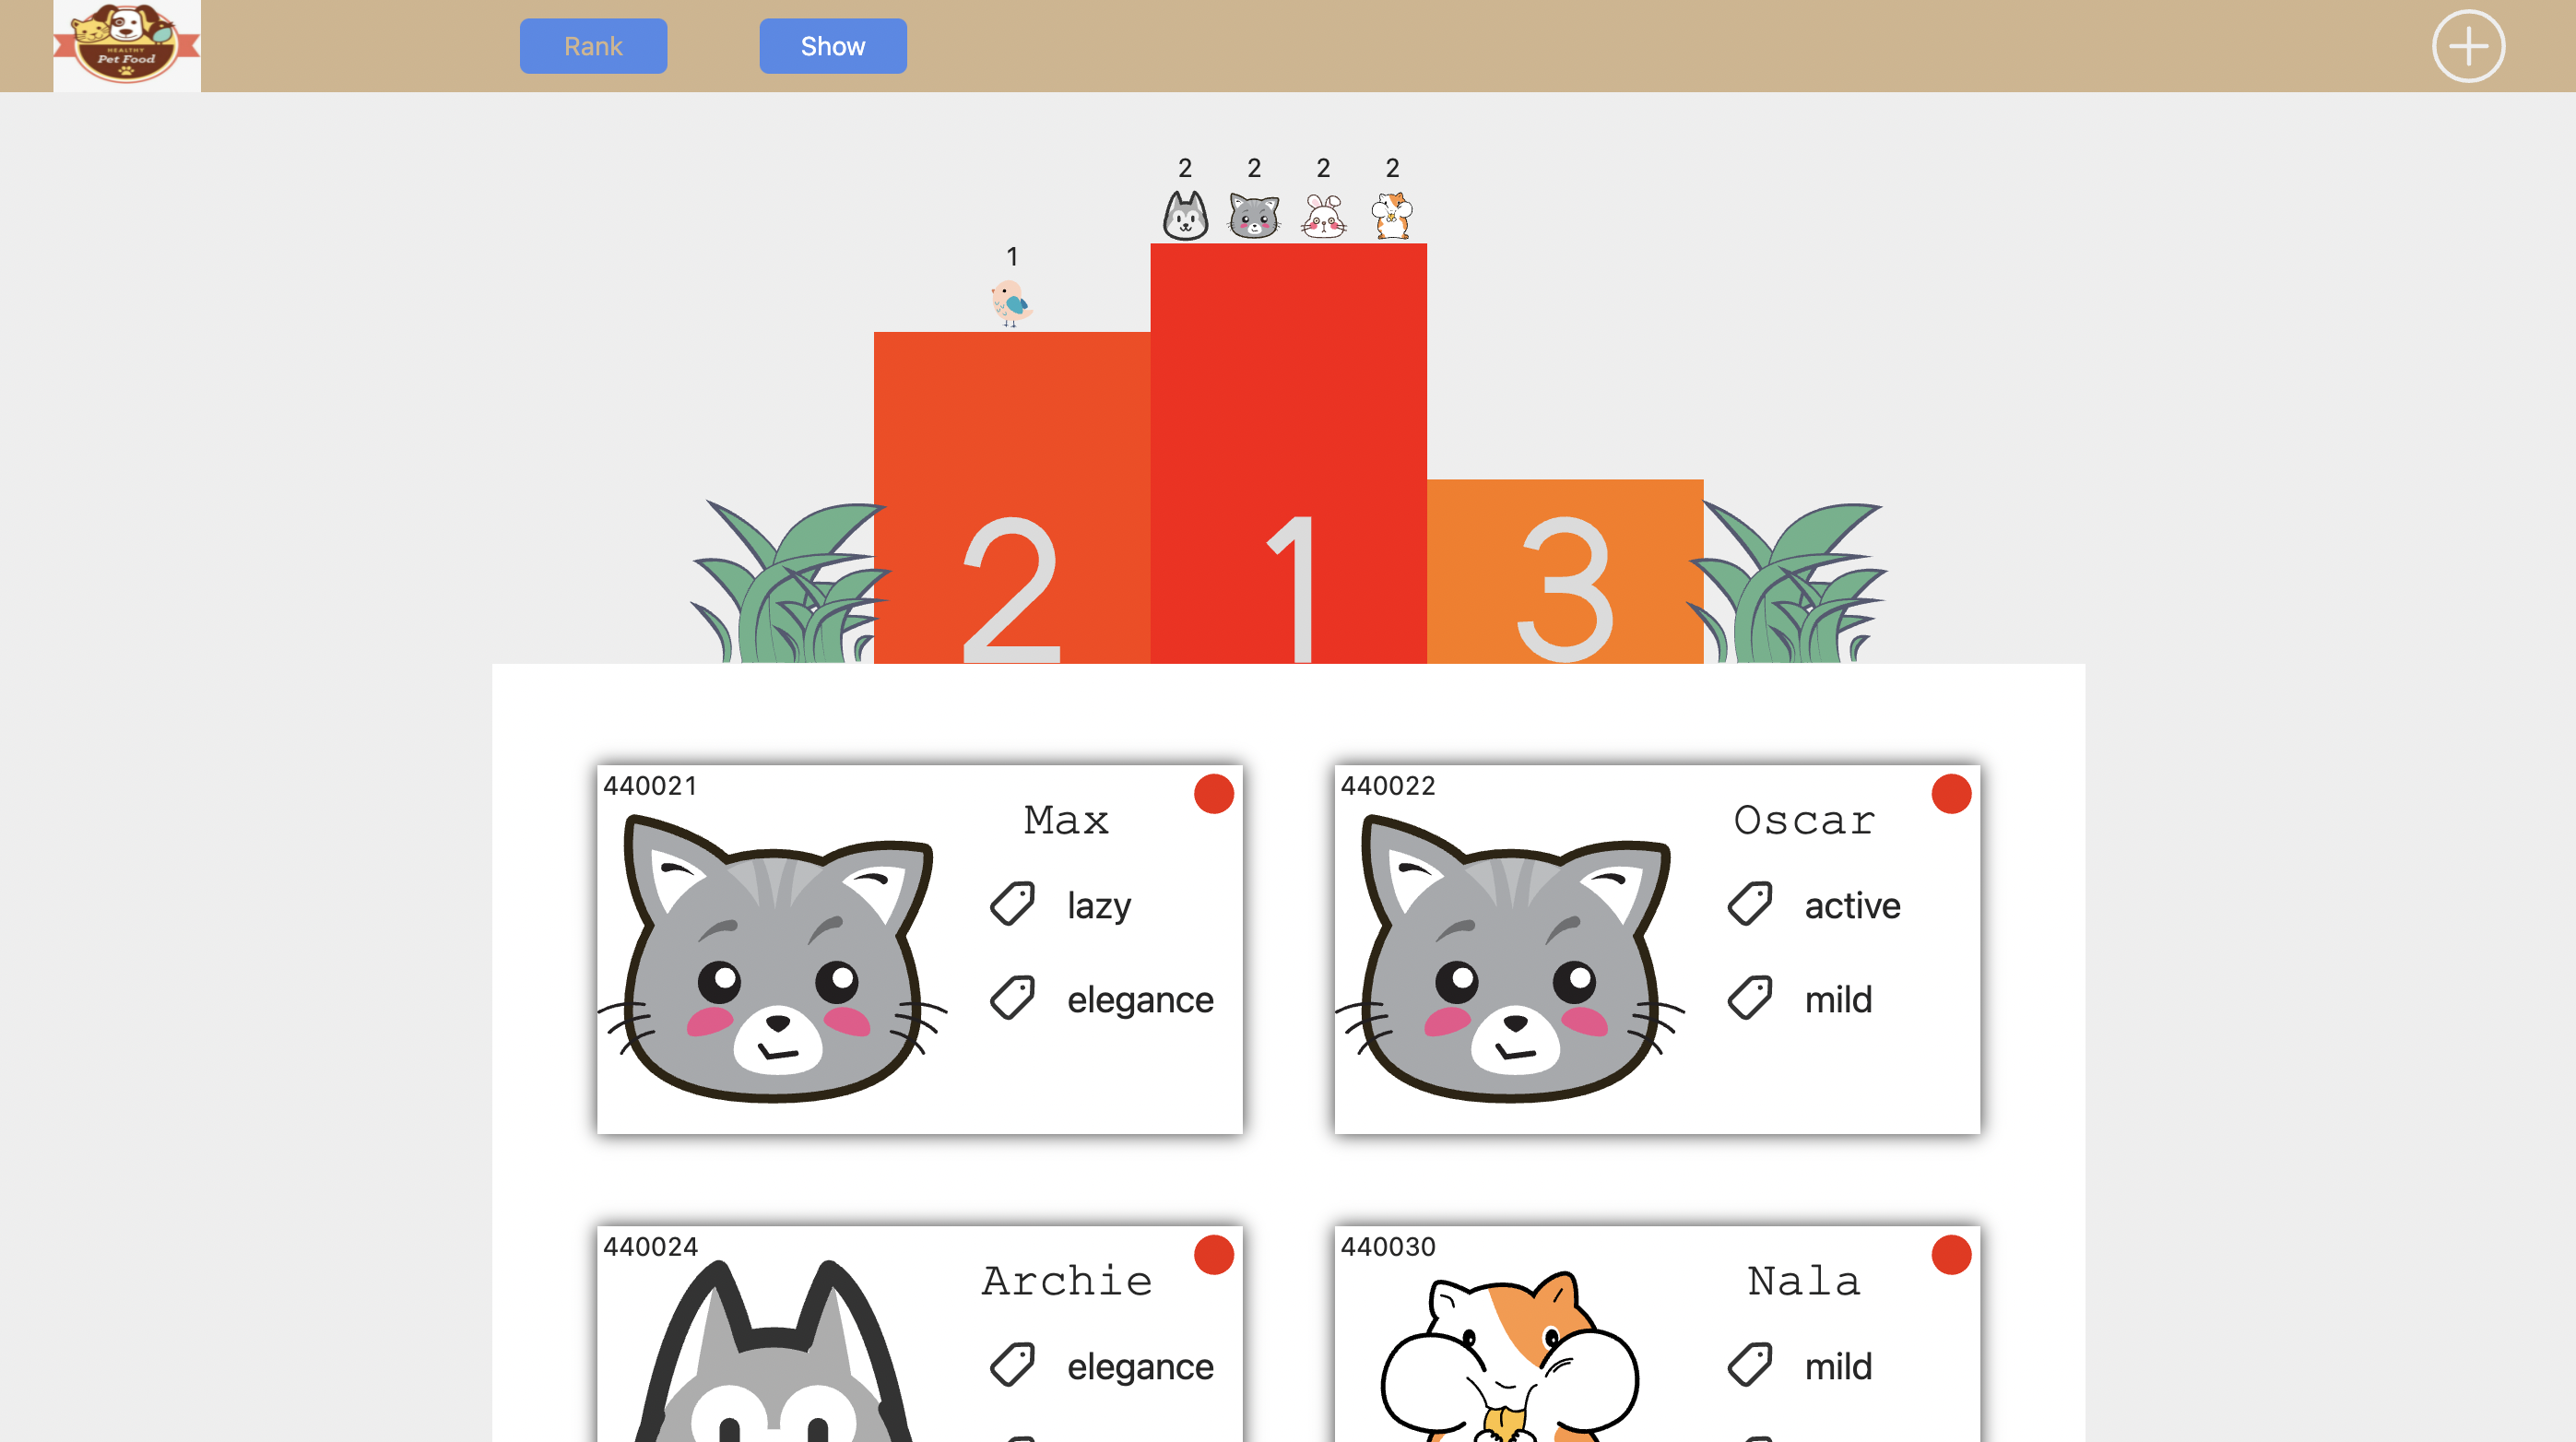 HEALTHY
Pet Food
Rank
Show
2 2 2 2
1
2 1 3
440021
Max
lazy
elegance
440022
Oscar
active
mild
440024
Archie
elegance
440030
Nala
mild